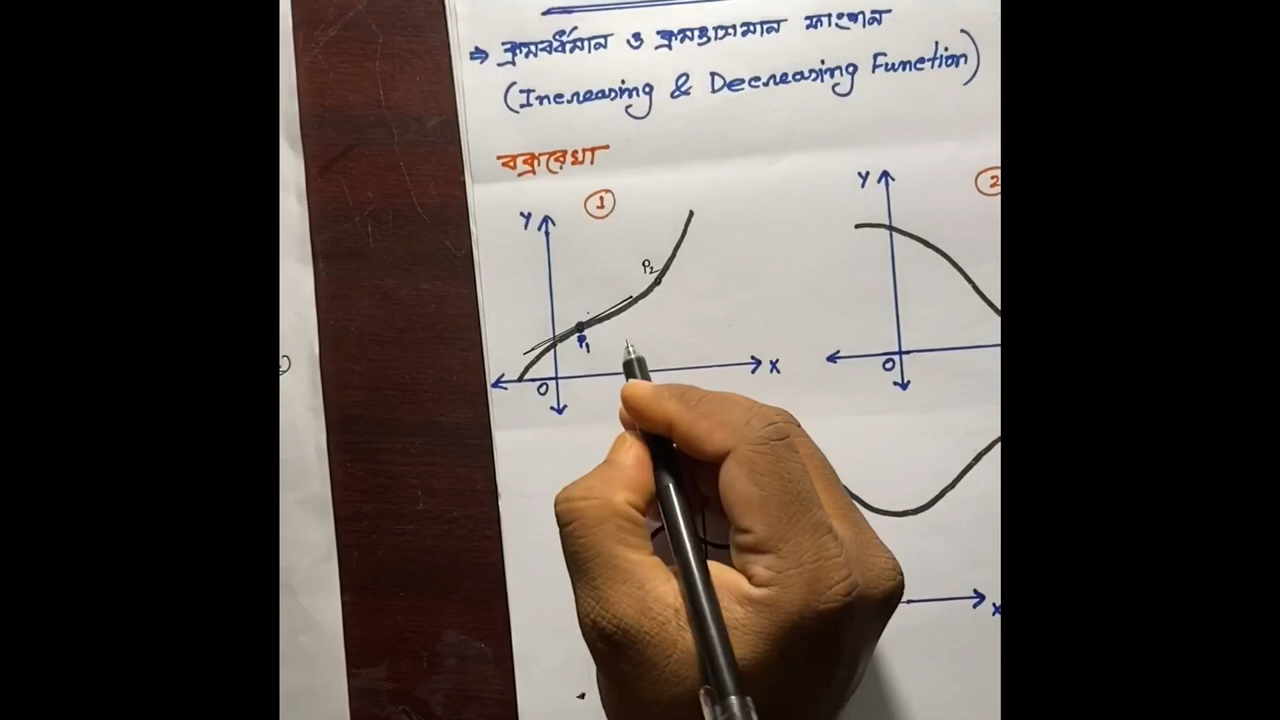 ⇒ ক্রমবর্ধমান ও ক্রমহ্রাসমান ফাংশন
(Increasing & Decreasing Function)
বক্ররেখা
1
2
Y
Y
P2
P1
O
X
O
X